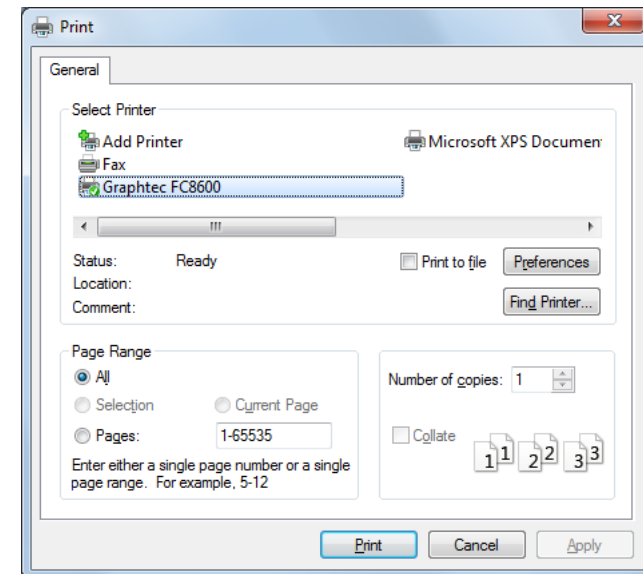 Print
General
Select Printer
Add Printer
Microsoft XPS Documen
Fax
Graphtec FC8600
Status: Ready
Print to file
Preferences
Location:
Comment:
Find Printer...
Page Range
All
Selection
Current Page
Pages: 1-65535
Enter either a single page number or a single
page range. For example, 5-12
Number of copies: 1
Collate
1 1 2 2 3 3
Print
Cancel
Apply